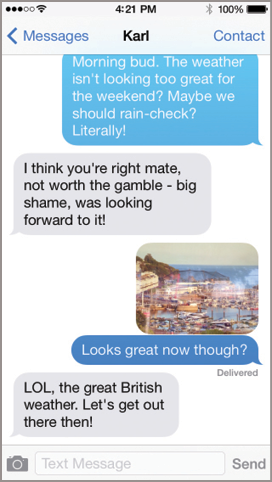 4:21 PM 100%
Messages Karl Contact
Morning bud. The weather
isn't looking too great for
the weekend? Maybe we
should rain-check?
Literally!
I think you're right mate,
not worth the gamble - big
shame, was looking
forward to it!
Looks great now though?
Delivered
LOL, the great British
weather. Let's get out
there then!
Text Message Send